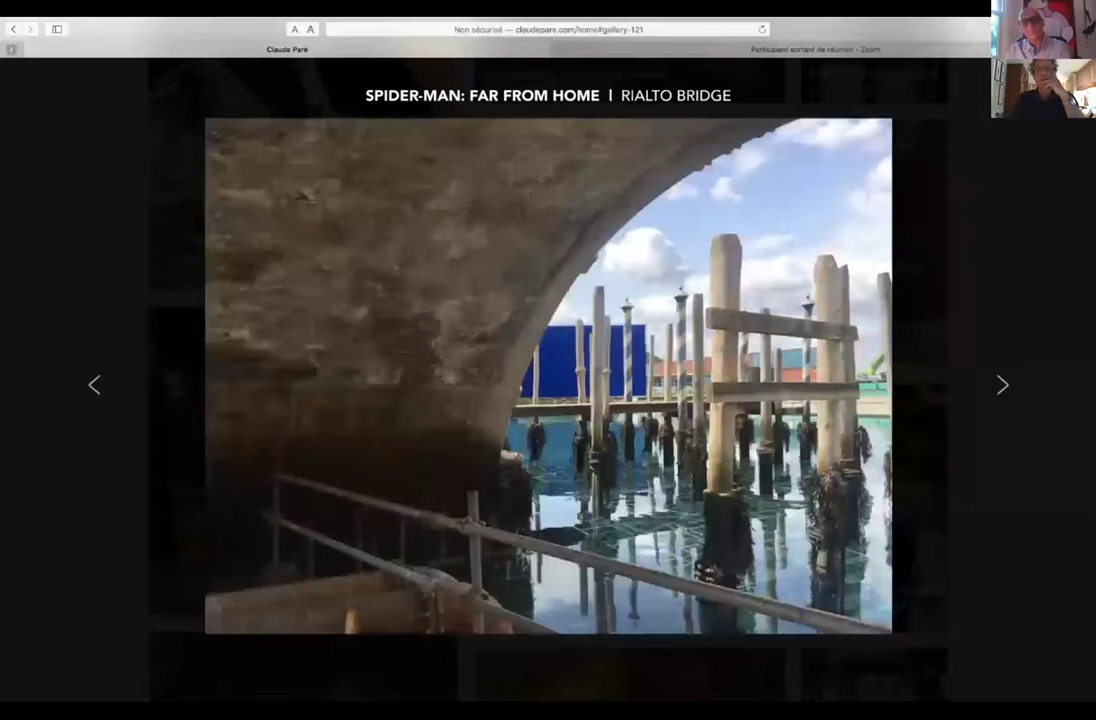 A A
Non sécurisé — claudepare.com/home#gallery-121
Claude Paré
Participant sortant de réunion - Zoom
SPIDER-MAN: FAR FROM HOME | RIALTO BRIDGE